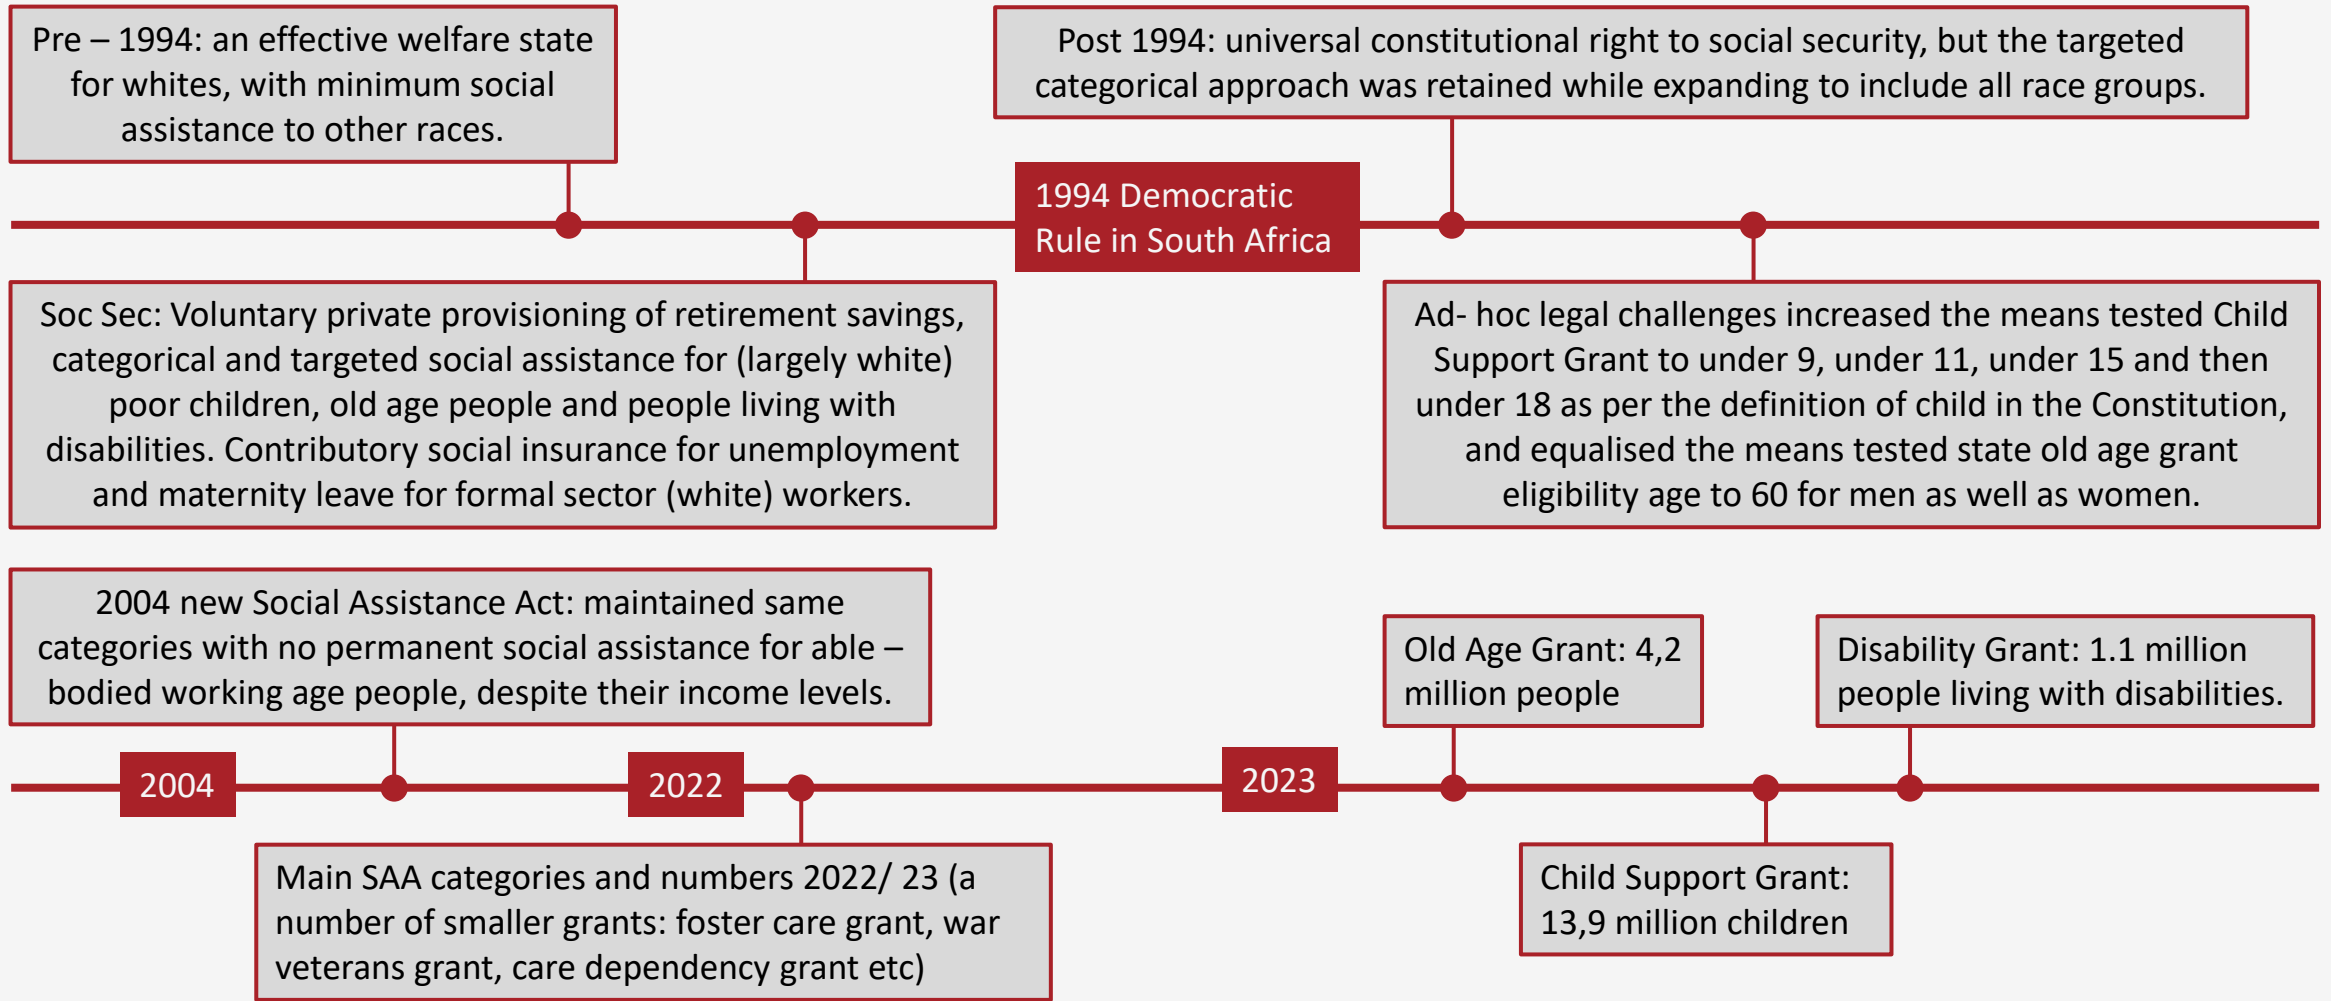 Pre – 1994: an effective welfare state
for whites, with minimum social
assistance to other races.
Post 1994: universal constitutional right to social security, but the targeted
categorical approach was retained while expanding to include all race groups.
1994 Democratic
Rule in South Africa
Soc Sec: Voluntary private provisioning of retirement savings,
categorical and targeted social assistance for (largely white)
poor children, old age people and people living with
disabilities. Contributory social insurance for unemployment
and maternity leave for formal sector (white) workers.
Ad- hoc legal challenges increased the means tested Child
Support Grant to under 9, under 11, under 15 and then
under 18 as per the definition of child in the Constitution,
and equalised the means tested state old age grant
eligibility age to 60 for men as well as women.
2004 new Social Assistance Act: maintained same
categories with no permanent social assistance for able –
bodied working age people, despite their income levels.
Old Age Grant: 4,2
million people
Disability Grant: 1.1 million
people living with disabilities.
2004
2022
2023
Main SAA categories and numbers 2022/ 23 (a
number of smaller grants: foster care grant, war
veterans grant, care dependency grant etc)
Child Support Grant:
13,9 million children